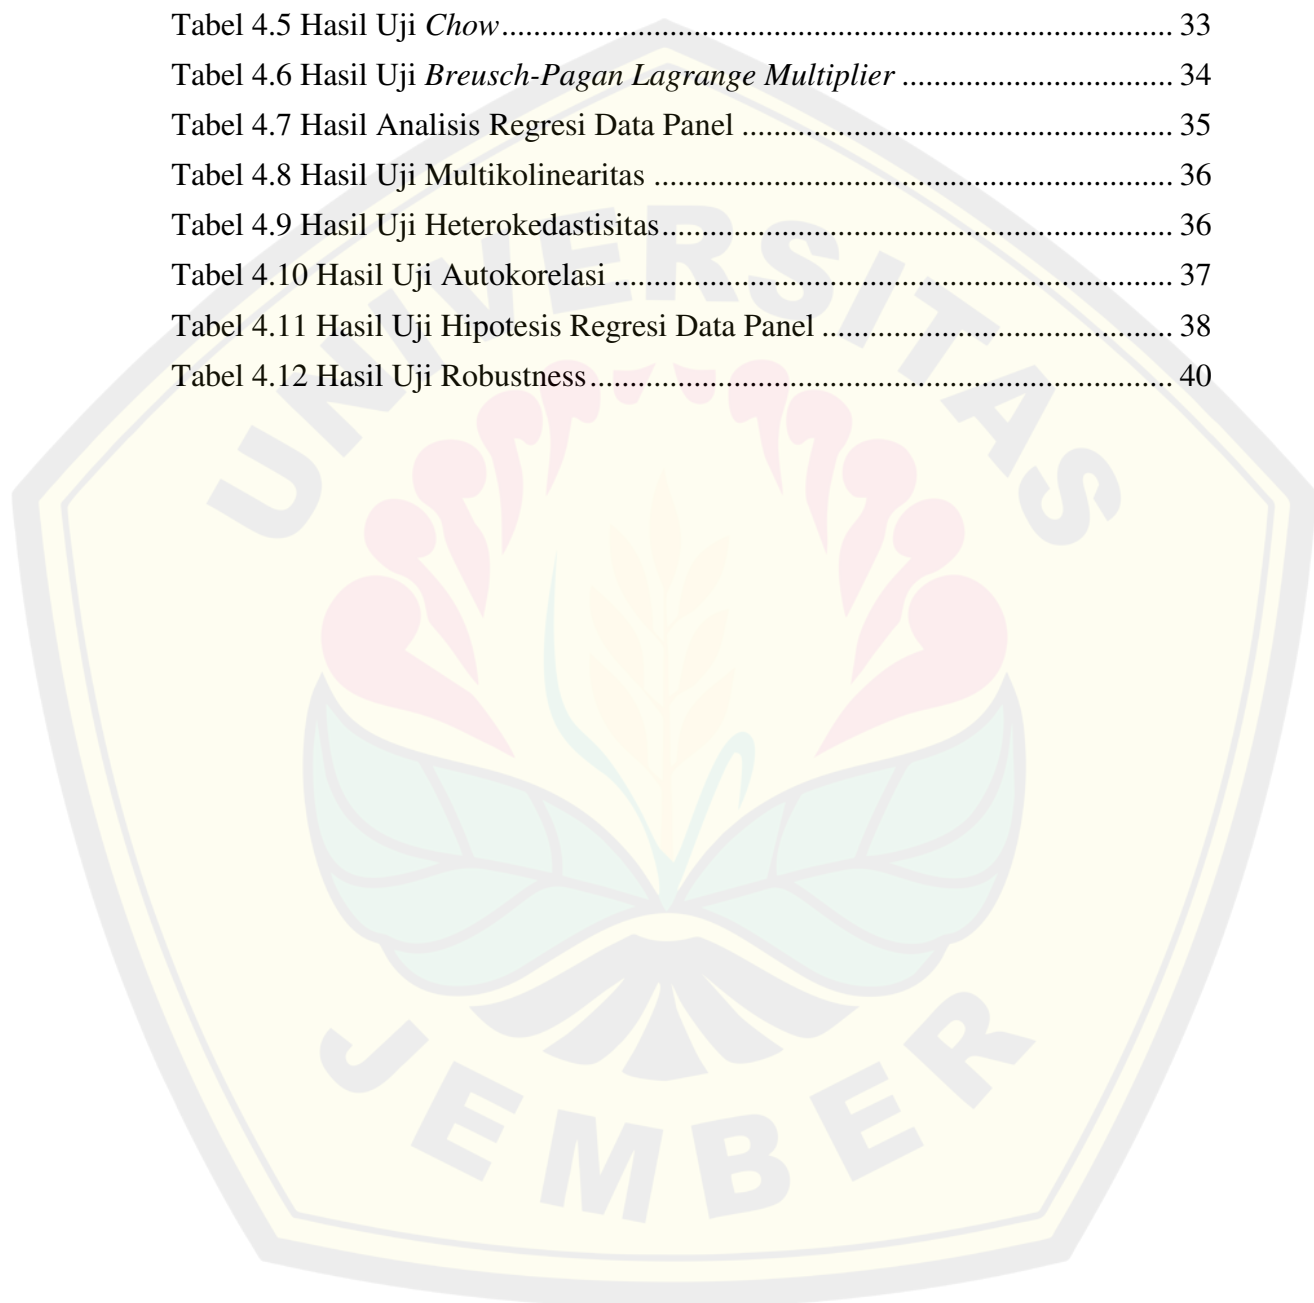 Tabel 4.5 Hasil Uji Chow.......................................................................................... 33
Tabel 4.6 Hasil Uji Breusch-Pagan Lagrange Multiplier .................................... 34
Tabel 4.7 Hasil Analisis Regresi Data Panel ......................................................... 35
Tabel 4.8 Hasil Uji Multikolinearitas .................................................................... 36
Tabel 4.9 Hasil Uji Heterokedastisitas................................................................... 36
Tabel 4.10 Hasil Uji Autokorelasi ......................................................................... 37
Tabel 4.11 Hasil Uji Hipotesis Regresi Data Panel ............................................... 38
Tabel 4.12 Hasil Uji Robustness............................................................................ 40
UNIVERSITAS
JEMBER